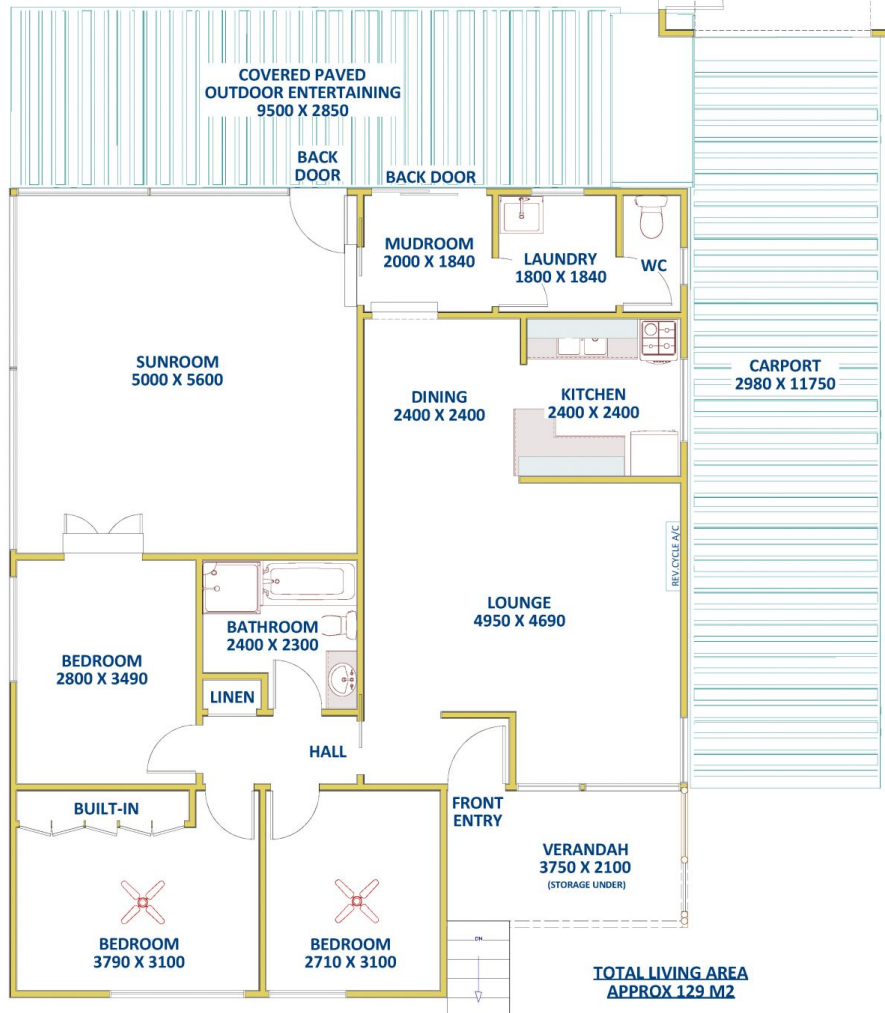 COVERED PAVED
OUTDOOR ENTERTAINING
9500 X 2850
BACK
DOOR
BACK DOOR
MUDROOM
2000 X 1840
LAUNDRY
1800 X 1840
WC
SUNROOM
5000 X 5600
DINING
2400 X 2400
KITCHEN
2400 X 2400
CARPORT
2980 X 11750
REV.CYCLE A/C
LOUNGE
4950 X 4690
BATHROOM
2400 X 2300
BEDROOM
2800 X 3490
LINEN
HALL
BUILT-IN
FRONT
ENTRY
VERANDAH
3750 X 2100
(STORAGE UNDER)
BEDROOM
3790 X 3100
BEDROOM
2710 X 3100
DN
TOTAL LIVING AREA
APPROX 129 M2